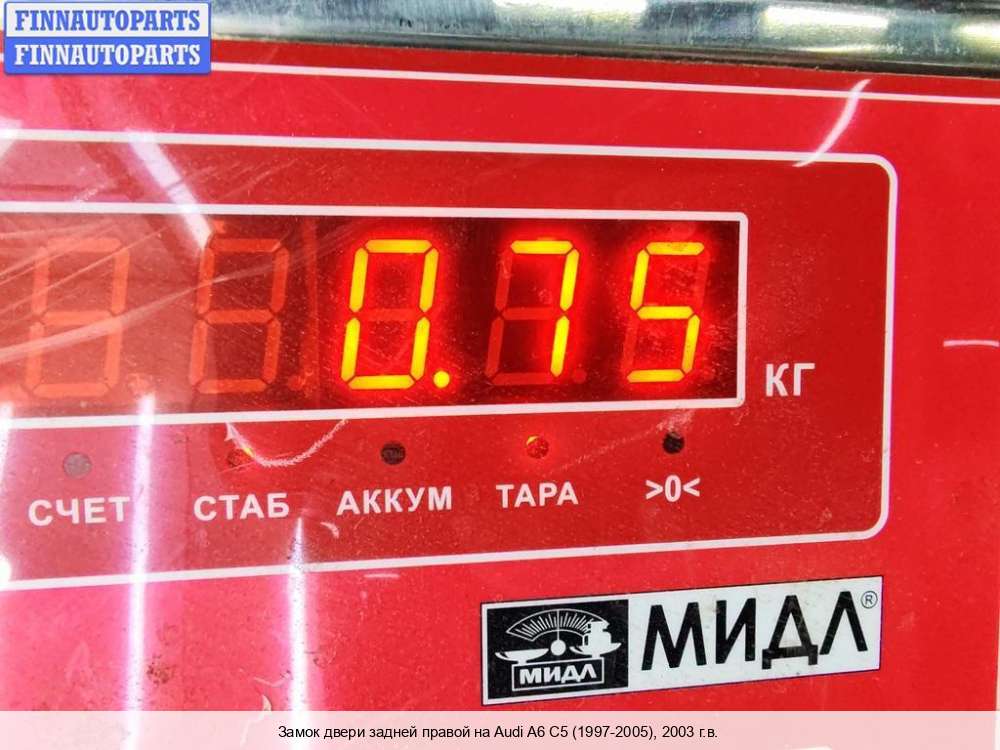 FINNAUTOPARTS
FINNAUTOPARTS
0.75
КГ
СЧЕТ СТАБ АККУМ ТАРА >0<
МИДЛ МИДЛ®
Замок двери задней правой на Audi A6 C5 (1997-2005), 2003 г.в.